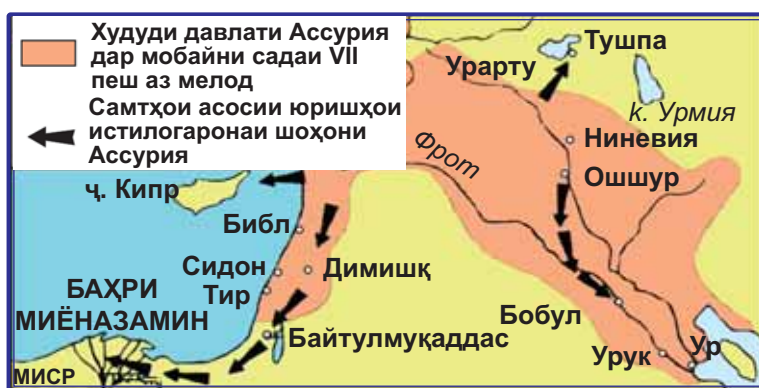 Худуди давлати Ассурия
дар мобайни садаи VII
пеш аз мелод
Самтҳои асосии юришҳои
истилогаронаи шоҳони
Ассурия
Тушпа
Урарту
к. Урмия
Ниневия
Фрот
Ошшур
ҷ. Кипр
Библ
Сидон
Димишқ
Тир
БАҲРИ
МИЁНАЗАМИН
Бобул
Байтулмуқаддас
Урук
Ур
МИСР